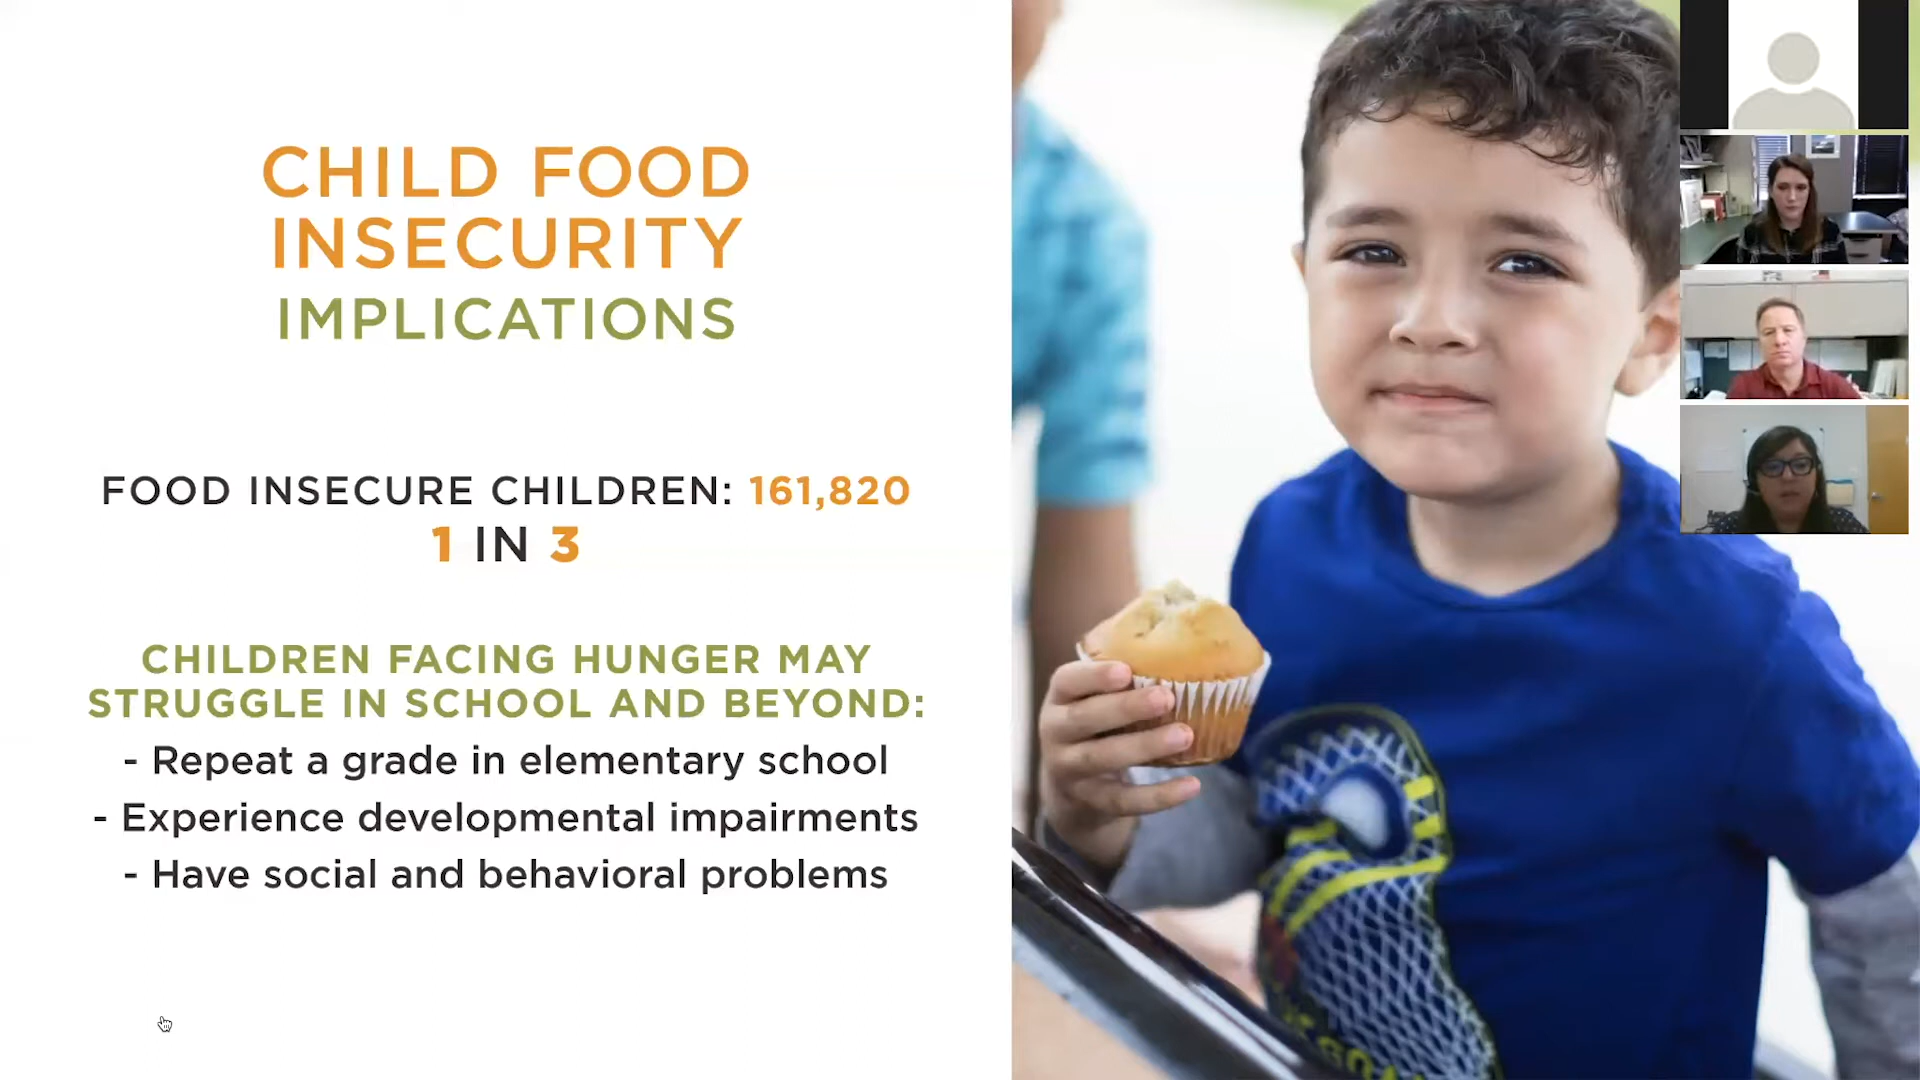 CHILD FOOD
INSECURITY
IMPLICATIONS
FOOD INSECURE CHILDREN: 161,820
1 IN 3
CHILDREN FACING HUNGER MAY
STRUGGLE IN SCHOOL AND BEYOND:
- Repeat a grade in elementary school
- Experience developmental impairments
- Have social and behavioral problems